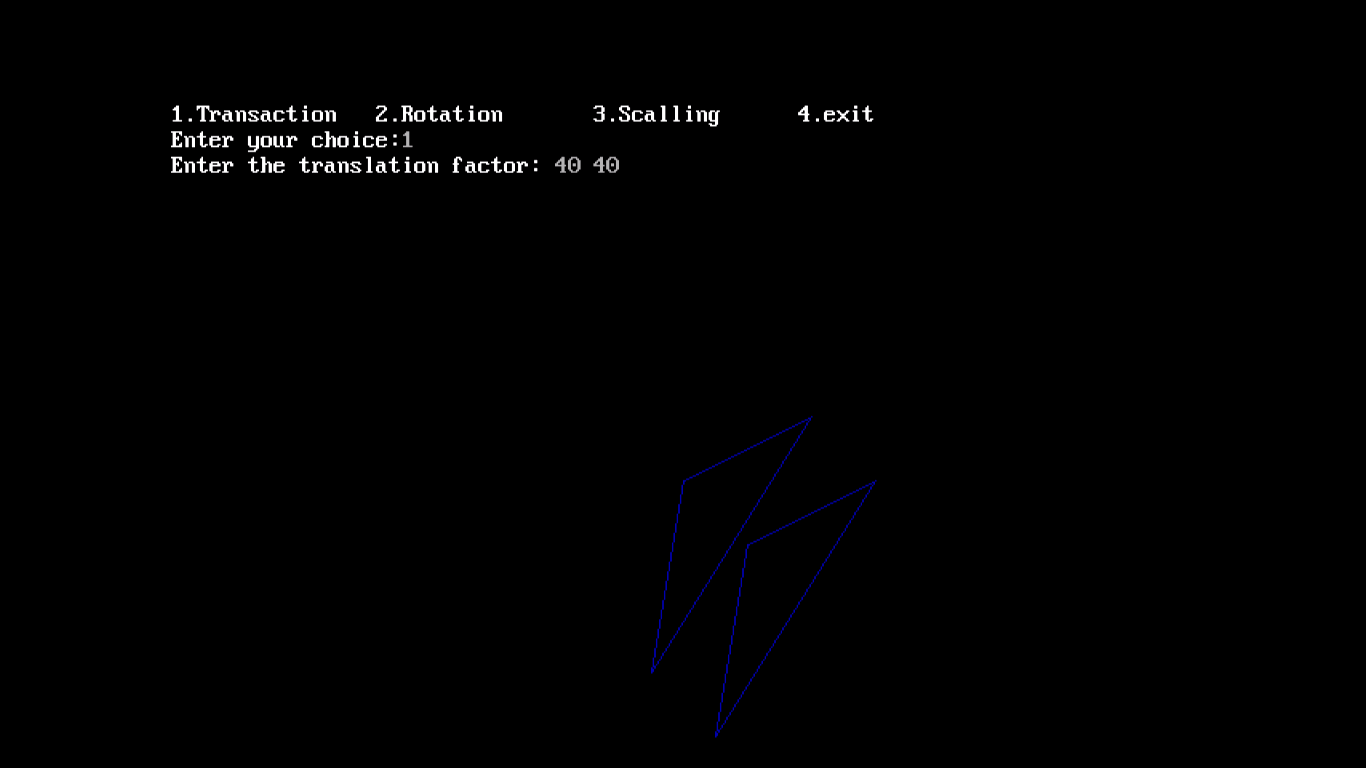 1.Transaction   2.Rotation       3.Scalling      4.exit
Enter your choice:1
Enter the translation factor: 40 40